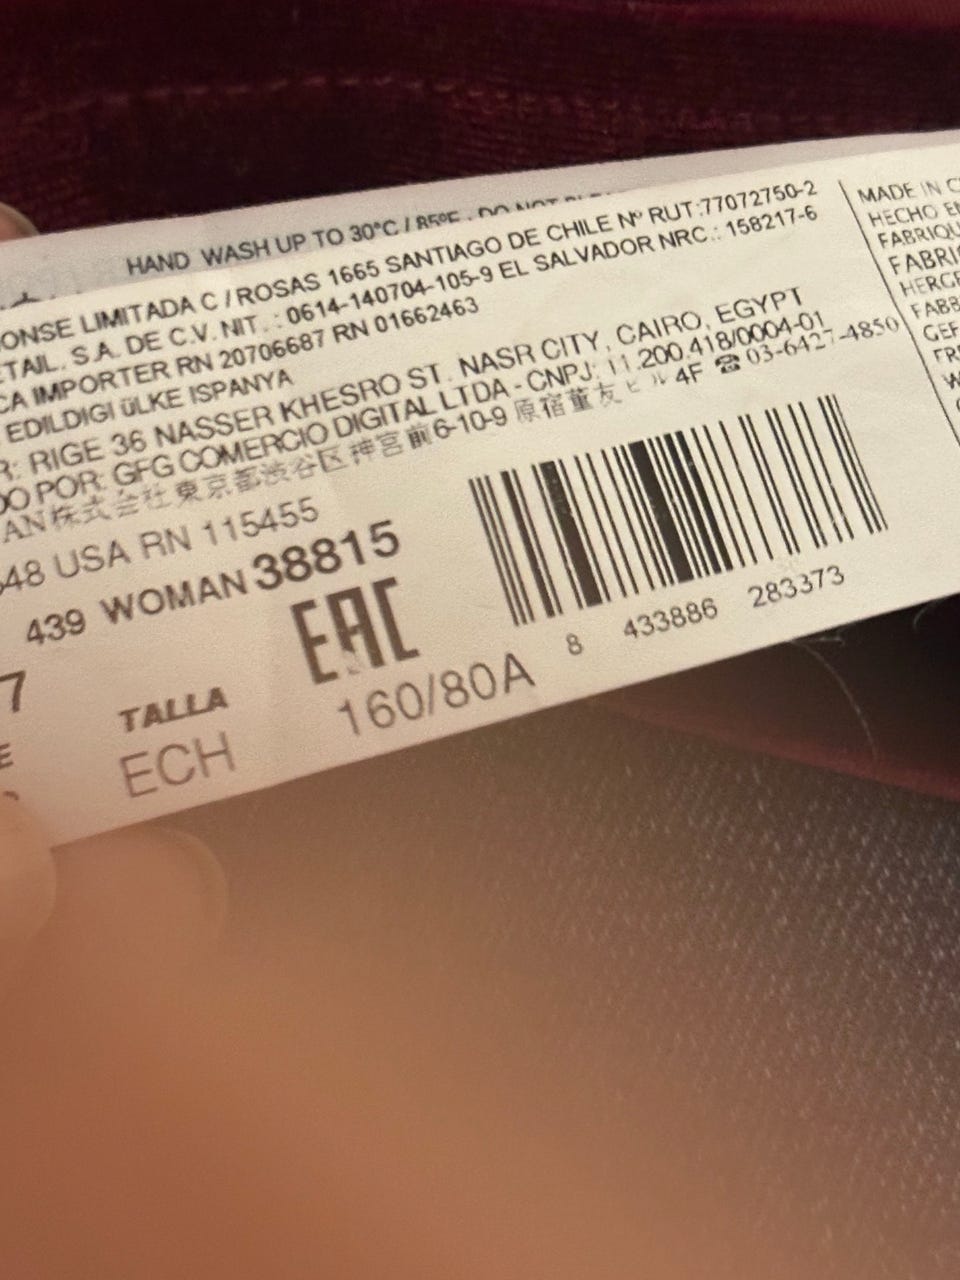 HAND WASH UP TO 30°C / 85ºF . DO NOT
ONSE LIMITADA C / ROSAS 1665 SANTIAGO DE CHILE Nº RUT:77072750-2
ETAIL. S.A. DE C.V. NIT. : 0614-140704-105-9 EL SALVADOR NRC.: 158217-6
CA IMPORTER RN 20706687 RN 01662463
EDILDIGI üLKE ISPANYA
R: RIGE 36 NASSER KHESRO ST. NASR CITY, CAIRO, EGYPT
DO POR: GFG COMERCIO DIGITAL LTDA - CNPJ: 11.200.418/0004-01
AN株式会社 東京都渋谷区神宮前6-10-9 原宿董友ビル 4F ☎ 03-6427-4850
48 USA RN 115455
439 WOMAN 38815
EAC
8 433886 283373
7
TALLA
160/80A
E
ECH
MADE IN C
HECHO EN
FABRIQU
FABRI
HERGE
FABB
GEF